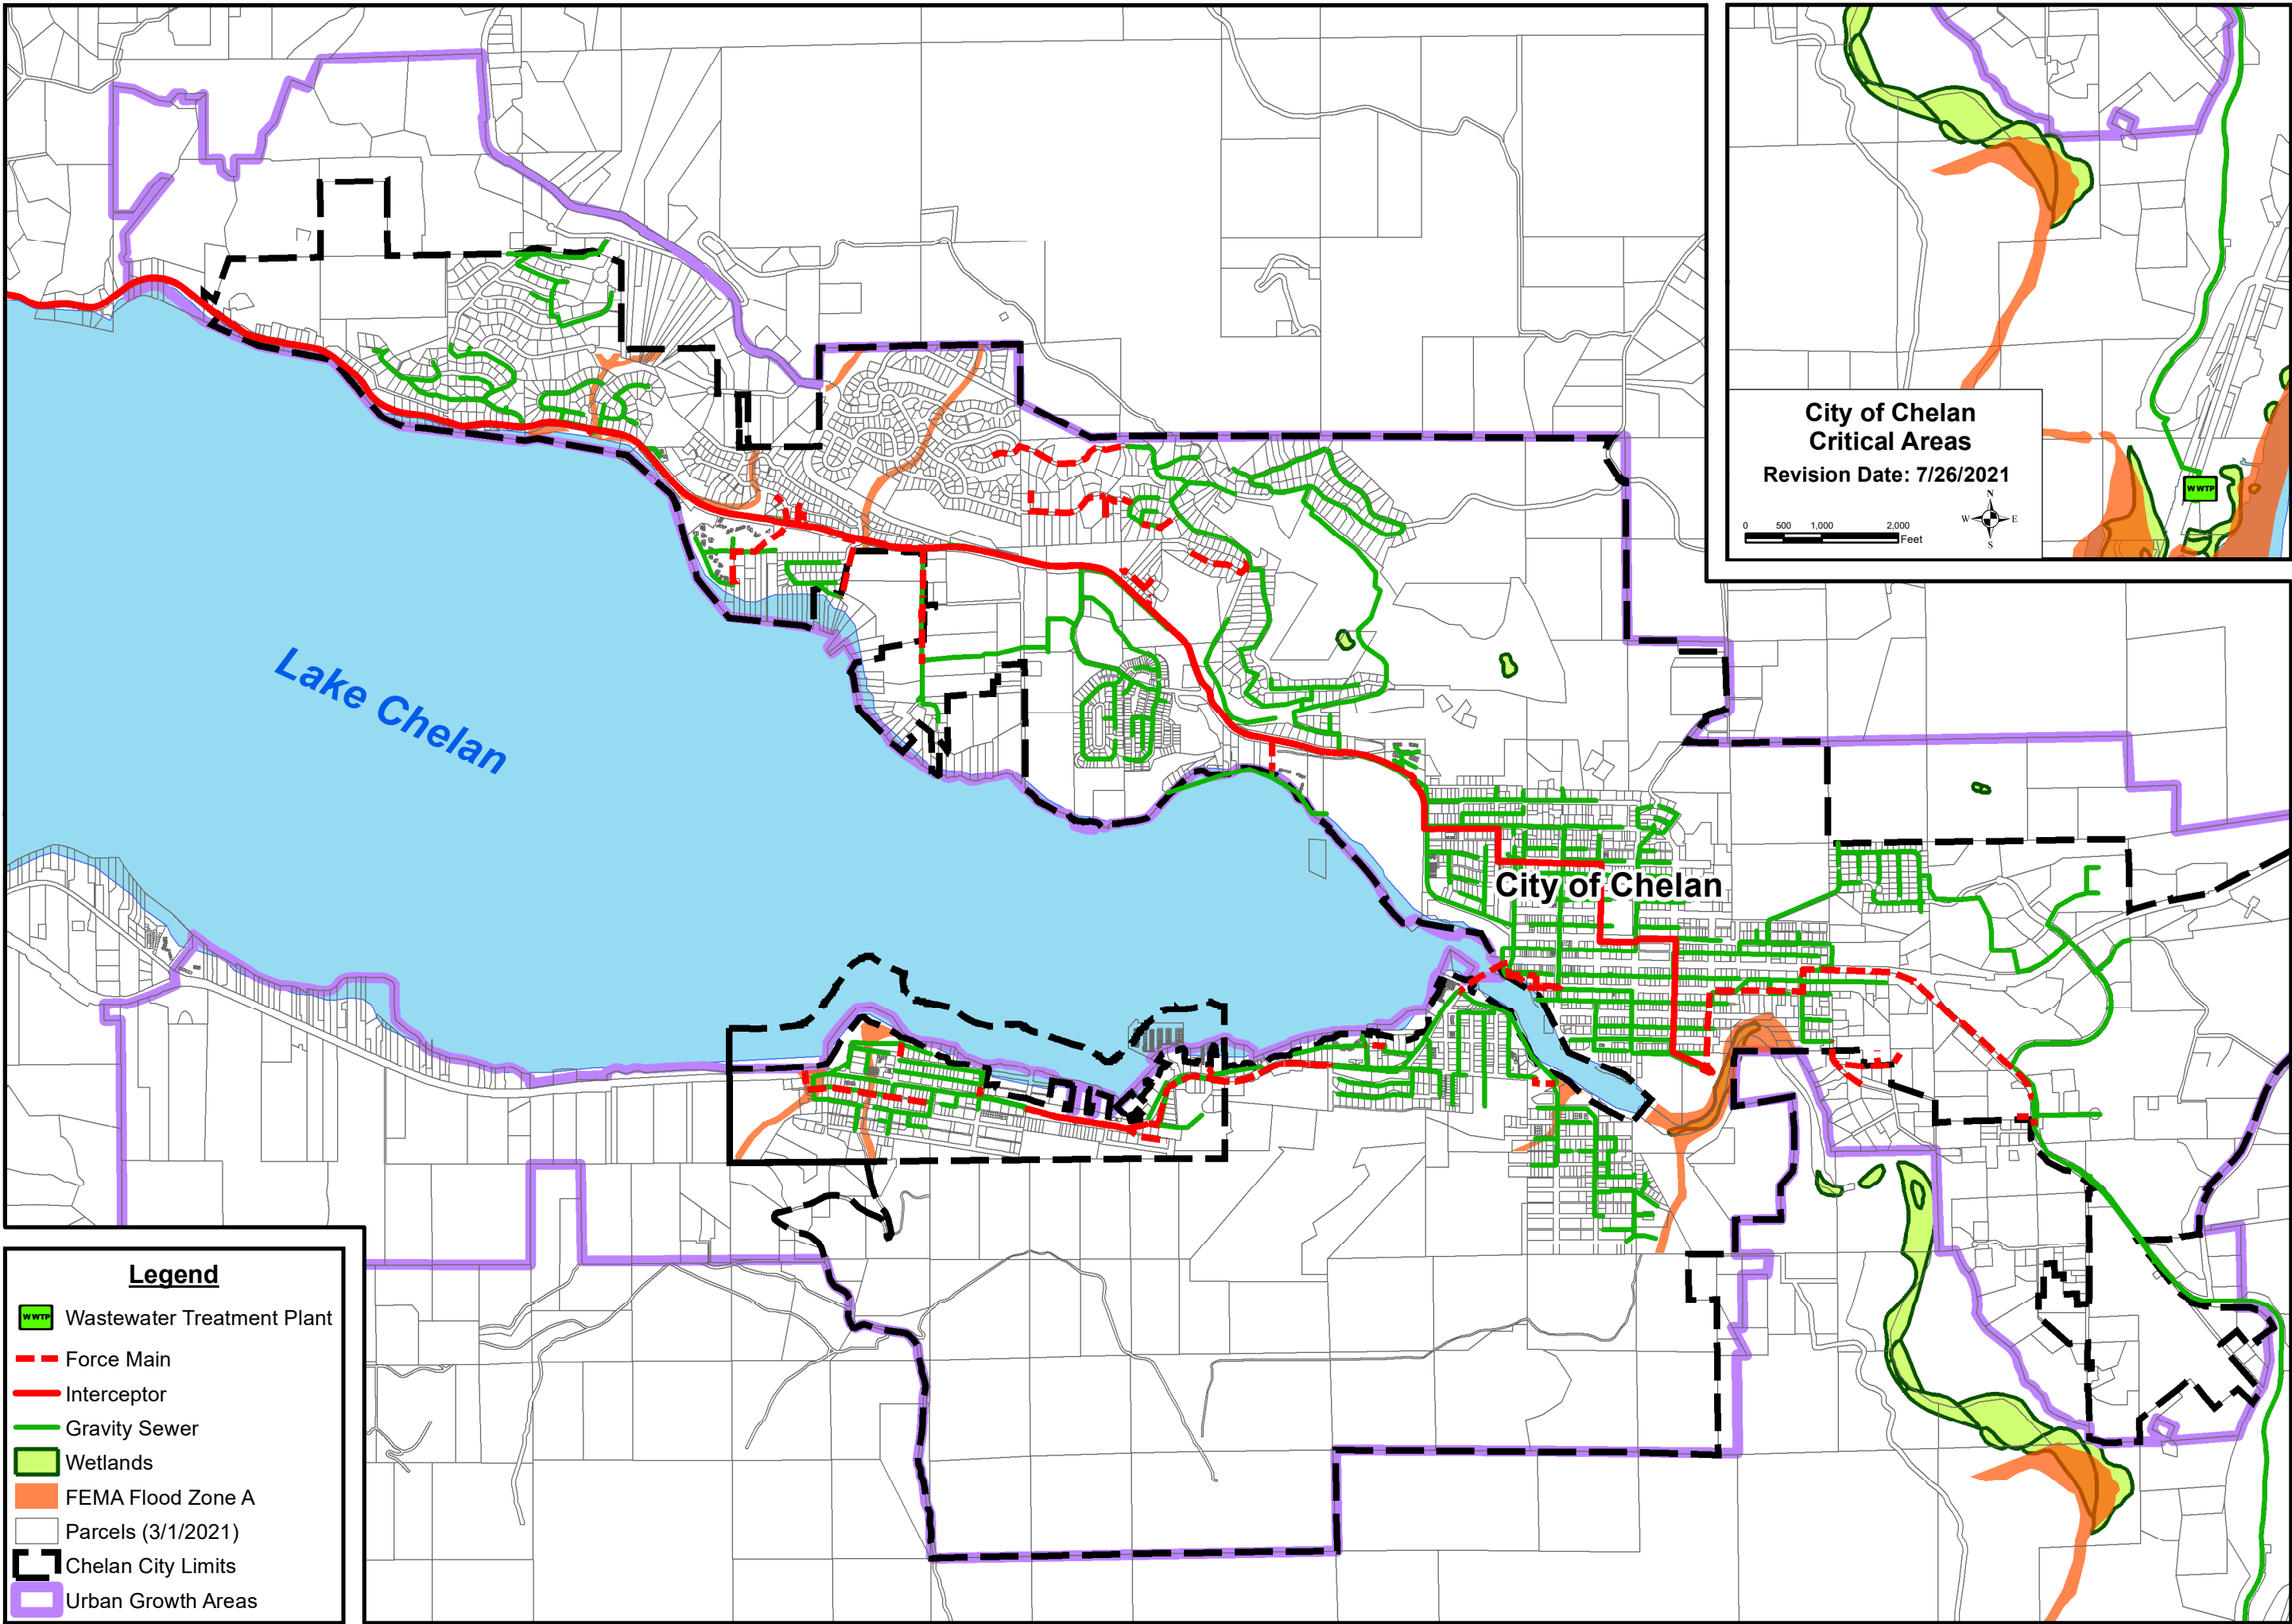 City of Chelan
Critical Areas
Revision Date: 7/26/2021
N
W E
S
0 500 1,000 2,000
Feet
W WTP
Lake Chelan
City of Chelan
Legend
W WTP Wastewater Treatment Plant
Force Main
Interceptor
Gravity Sewer
Wetlands
FEMA Flood Zone A
Parcels (3/1/2021)
Chelan City Limits
Urban Growth Areas